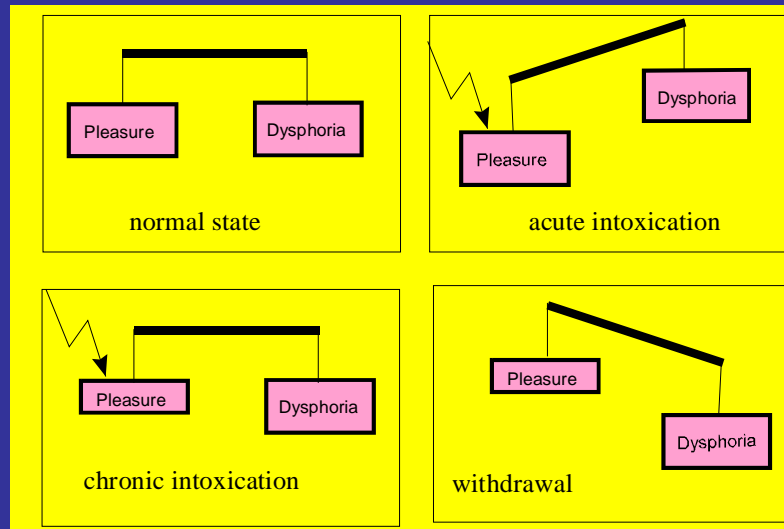 Pleasure
Dysphoria
normal state
Dysphoria
Pleasure
acute intoxication
Pleasure
Dysphoria
chronic intoxication
Pleasure
Dysphoria
withdrawal